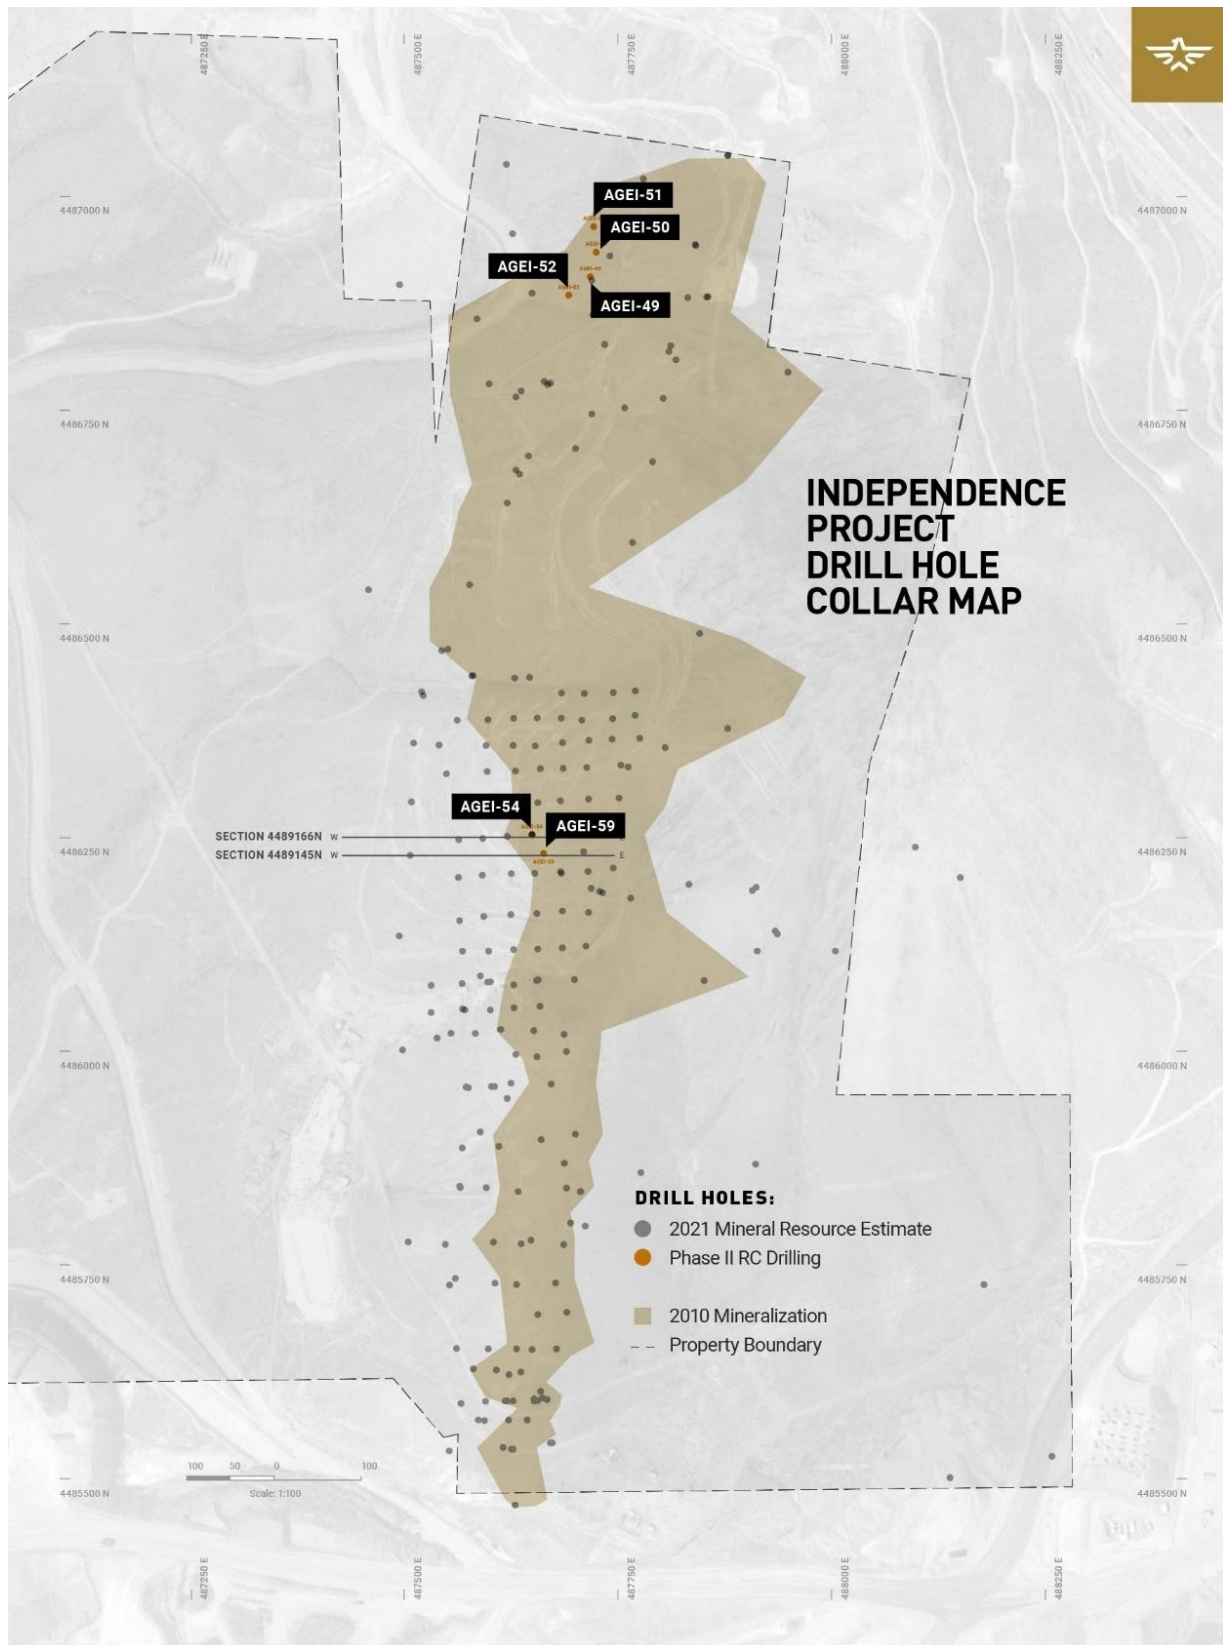 487250 E
487500 E
487750 E
488000 E
488250 E
4487000 N
4487000 N
AGEI-51
AGEI-50
AGEI-52
AGEI-49
4486750 N
4486750 N
INDEPENDENCE
PROJECT
DRILL HOLE
COLLAR MAP
4486500 N
4486500 N
AGEI-54
AGEI-59
SECTION 4489166N W
E
SECTION 4489145N W
E
4486250 N
4486250 N
AGEI-59
4486000 N
4486000 N
DRILL HOLES:
2021 Mineral Resource Estimate
Phase II RC Drilling
2010 Mineralization
Property Boundary
4485750 N
4485750 N
100 50 0 100
Scale: 1:100
4485500 N
4485500 N
487250 E
487500 E
487750 E
488000 E
488250 E